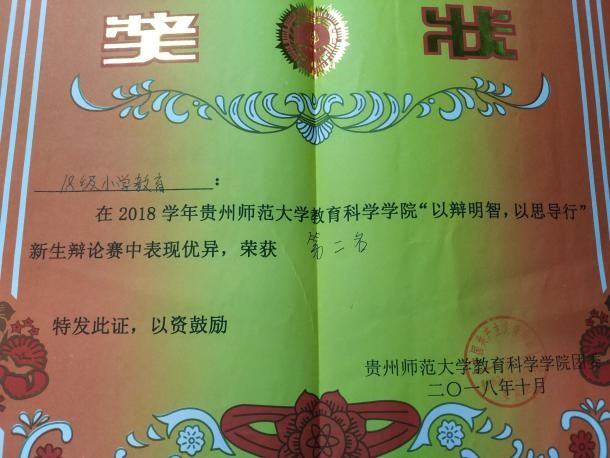 奖 状
18级小学教育：
在2018学年贵州师范大学教育科学学院“以辩明智，以思导行”
新生辩论赛中表现优异，荣获 第二名
特发此证，以资鼓励
贵州师范大学教育科学学院团委
二〇一八年十月